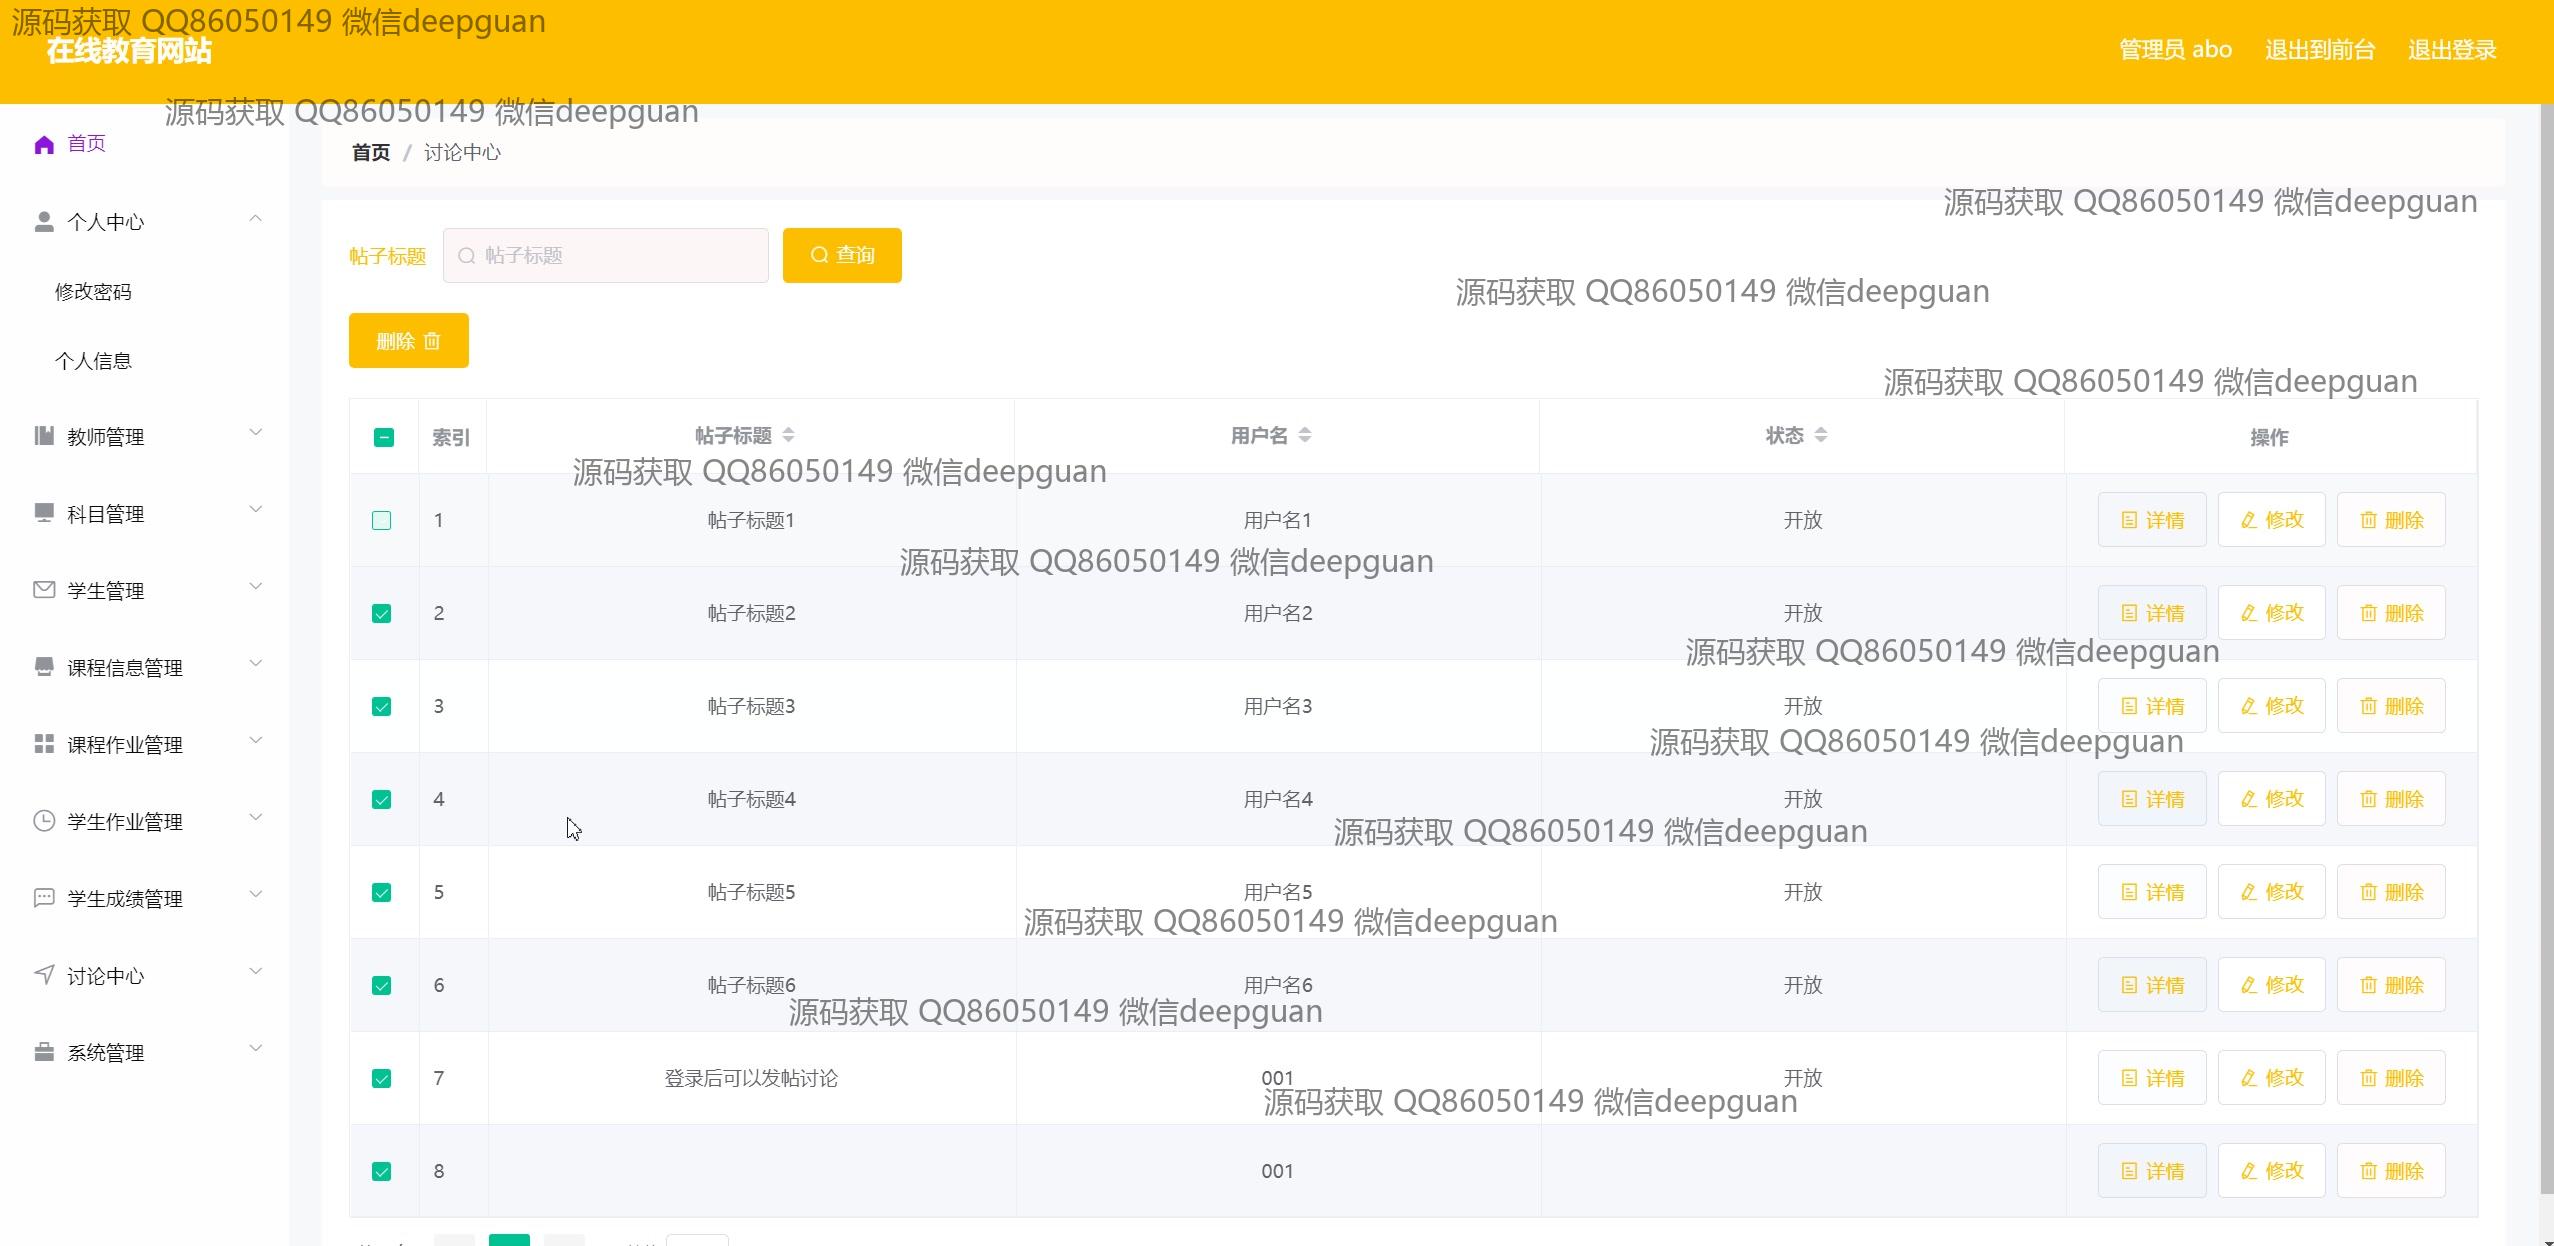 源码获取 QQ86050149 微信deepguan
在线教育网站
管理员 abo 退出到前台 退出登录
源码获取 QQ86050149 微信deepguan
首页
首页 / 讨论中心
源码获取 QQ86050149 微信deepguan
个人中心
帖子标题 帖子标题 查询
修改密码
源码获取 QQ86050149 微信deepguan
删除
个人信息
源码获取 QQ86050149 微信deepguan
教师管理
索引 帖子标题 用户名 状态 操作
源码获取 QQ86050149 微信deepguan
科目管理
1 帖子标题1 用户名1 开放 详情 修改 删除
源码获取 QQ86050149 微信deepguan
学生管理
2 帖子标题2 用户名2 开放 详情 修改 删除
源码获取 QQ86050149 微信deepguan
课程信息管理
3 帖子标题3 用户名3 开放 详情 修改 删除
源码获取 QQ86050149 微信deepguan
课程作业管理
4 帖子标题4 用户名4 开放 详情 修改 删除
学生作业管理
源码获取 QQ86050149 微信deepguan
5 帖子标题5 用户名5 开放 详情 修改 删除
学生成绩管理
源码获取 QQ86050149 微信deepguan
讨论中心
6 帖子标题6 用户名6 开放 详情 修改 删除
源码获取 QQ86050149 微信deepguan
系统管理
7 登录后可以发帖讨论 001 开放 详情 修改 删除
源码获取 QQ86050149 微信deepguan
8 001 详情 修改 删除